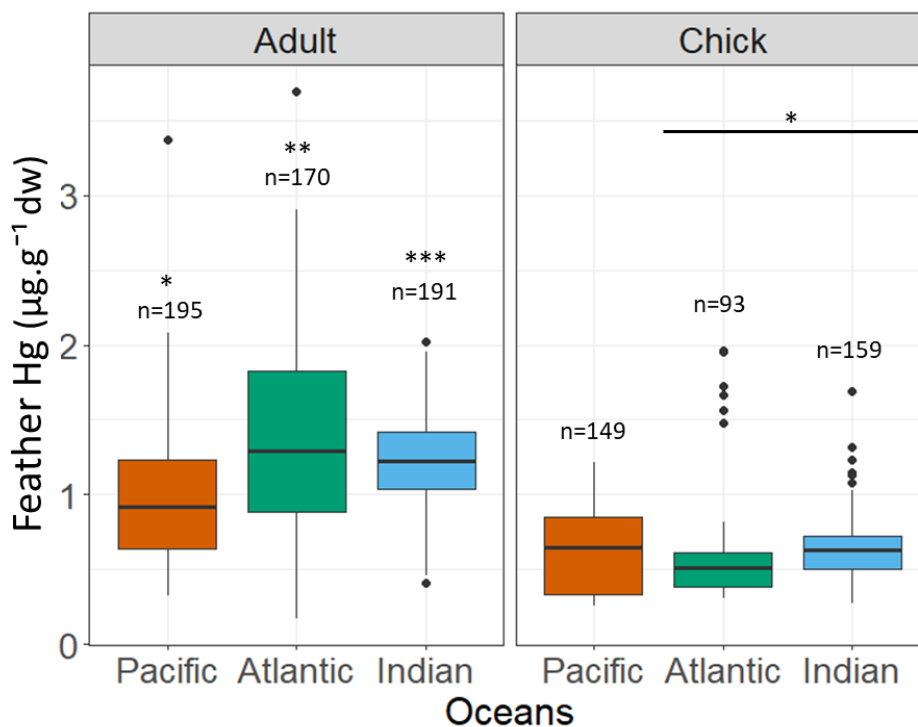 Adult
Chick
Feather Hg (µg.g⁻¹ dw)
3
2
1
0
*
n=195
**
n=170
***
n=191
*
n=149
n=93
n=159
Pacific Atlantic Indian
Pacific Atlantic Indian
Oceans